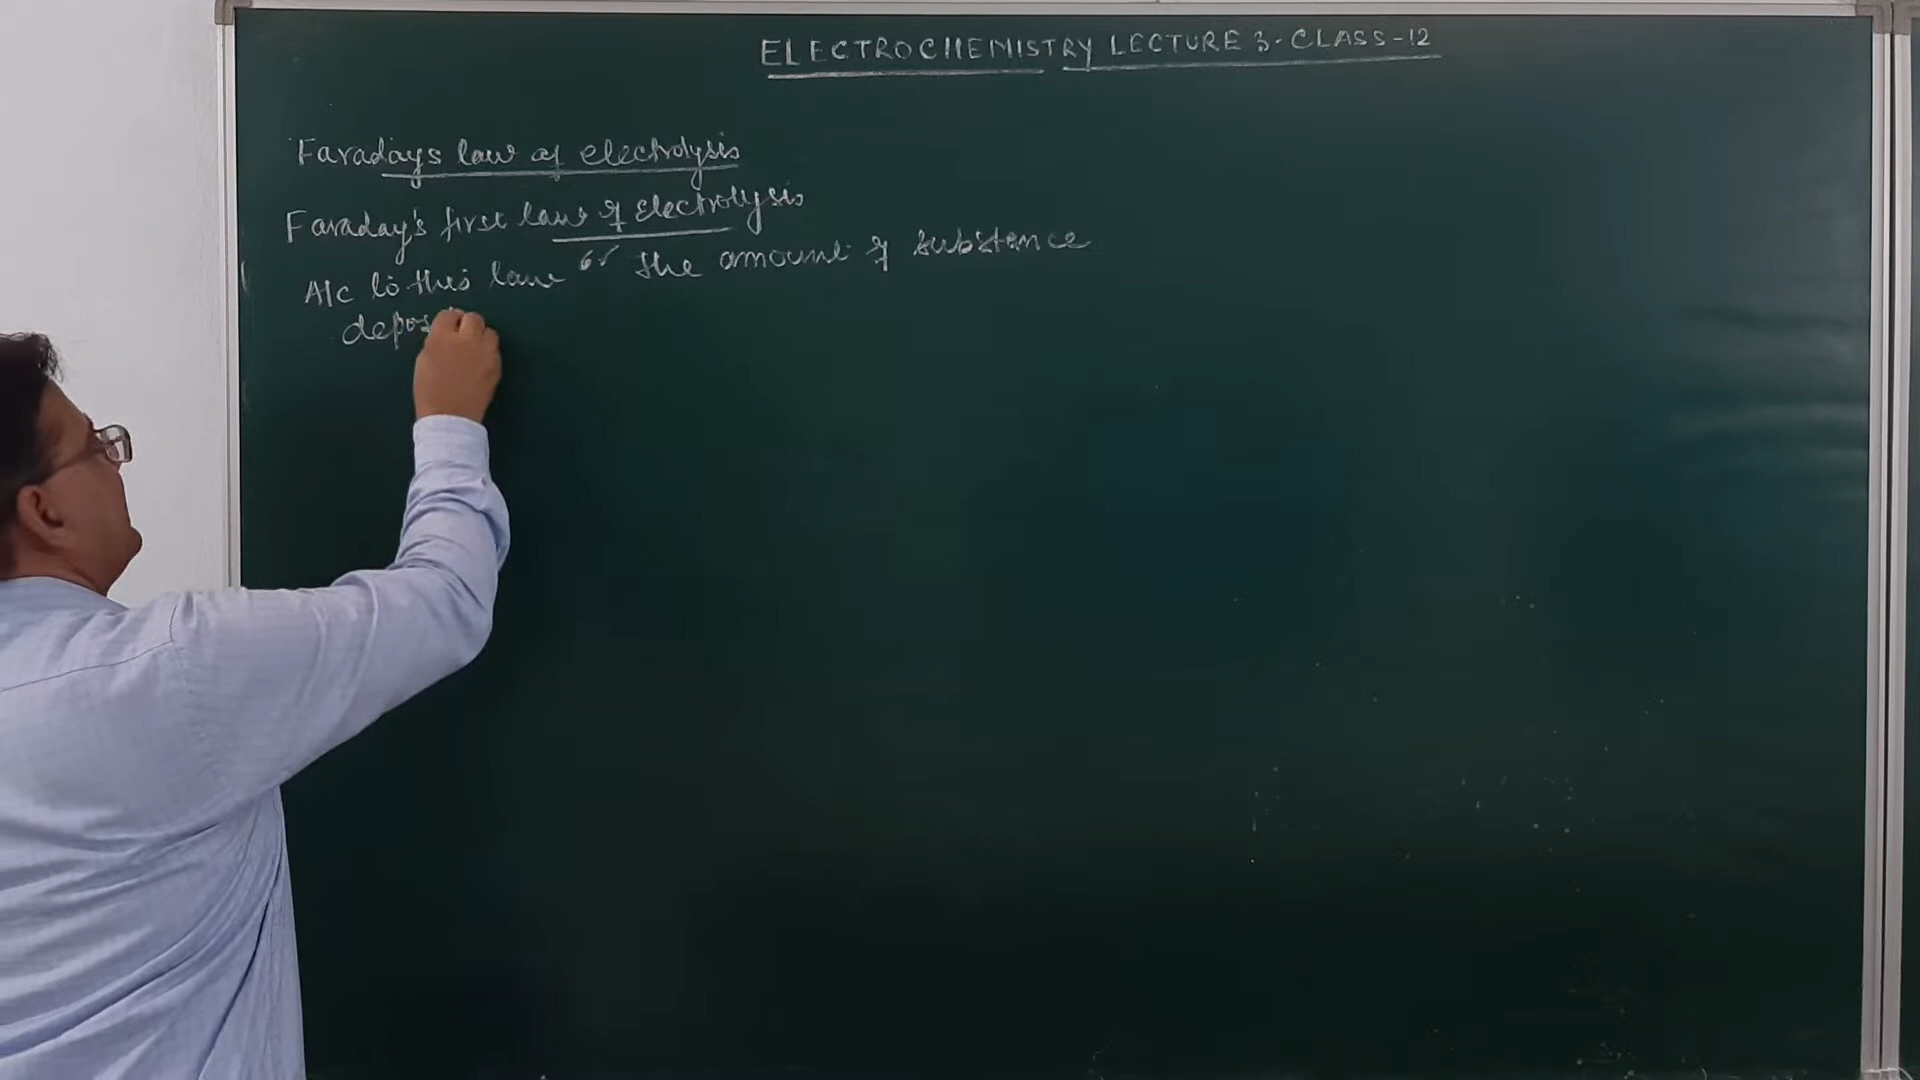 ELECTROCHEMISTRY LECTURE 3. CLASS-12
Faradays law of electrolysis
Faraday's first law of Electrolysis
A/c to this law " the amount of substance
depos